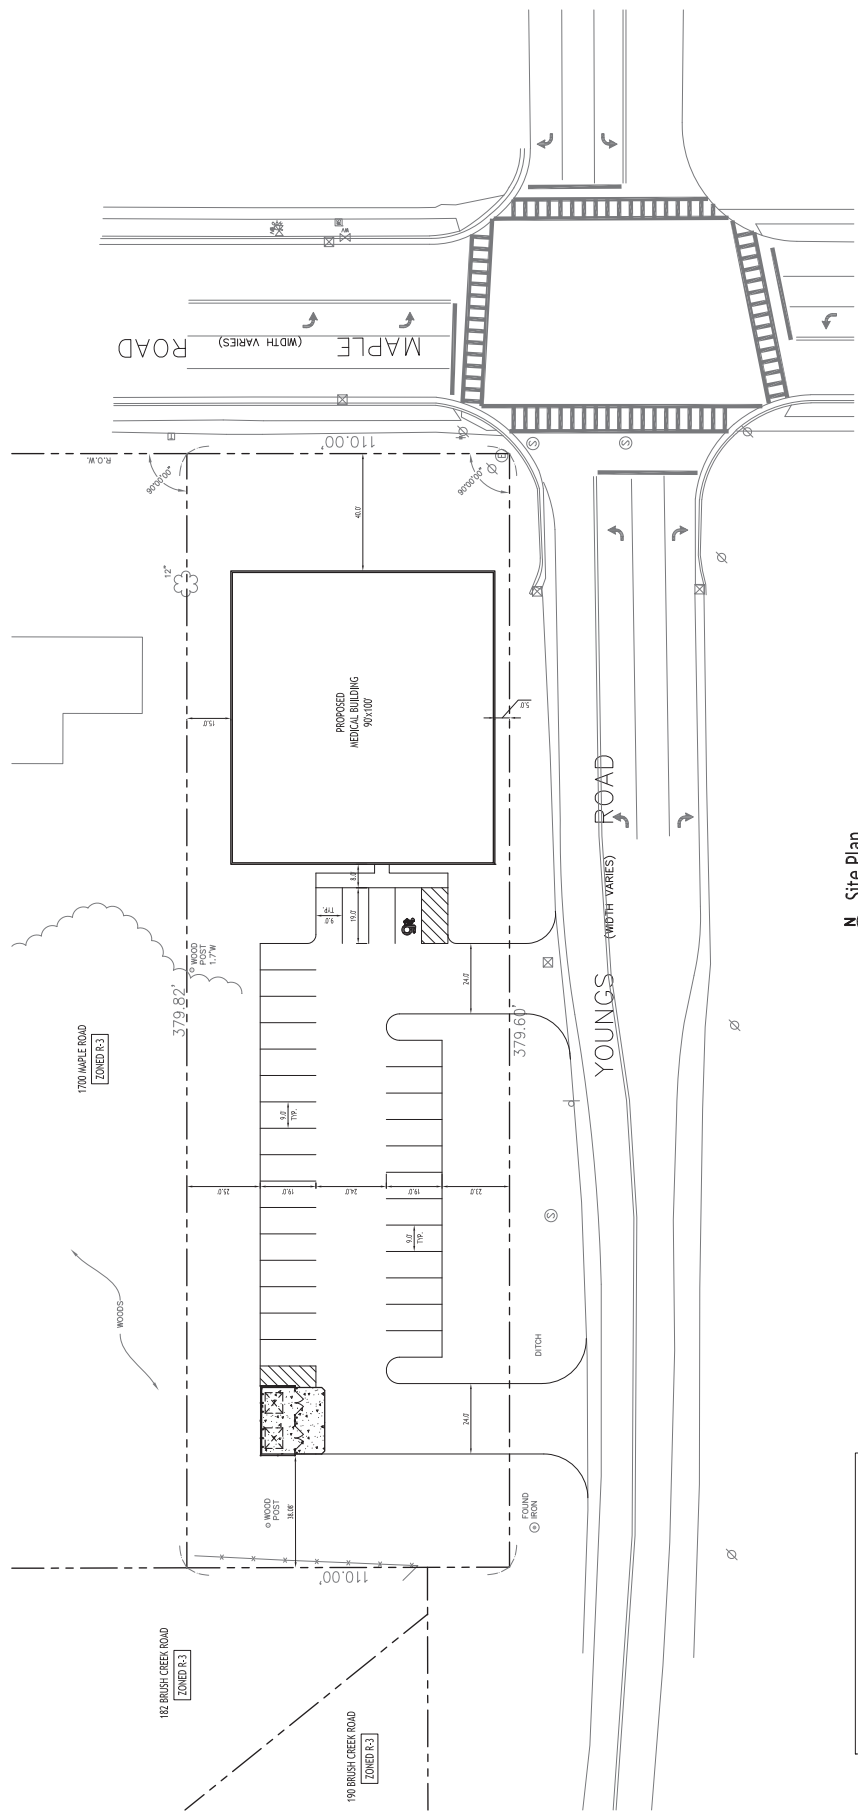 MAPLE
(WIDTH VARIES)
ROAD
WV
110.00'
R.O.W.
90°00'00"
90°00'00"
E
S
S
40.0'
12"
15.0'
PROPOSED
MEDICAL BUILDING
90'x100'
5.0'
YOUNGS
(WIDTH VARIES)
ROAD
N Site Plan
8.0'
9.0'
TYP.
19.0'
WOOD
POST
1.7'W
379.82'
379.60'
24.0'
1700 MAPLE ROAD
ZONED R-3
9.0'
TYP.
25.0'
19.0'
24.0'
19.0'
23.0'
9.0'
TYP.
S
WOODS
DITCH
24.0'
WOOD
POST
38.08'
FOUND
IRON
110.00'
182 BRUSH CREEK ROAD
ZONED R-3
190 BRUSH CREEK ROAD
ZONED R-3